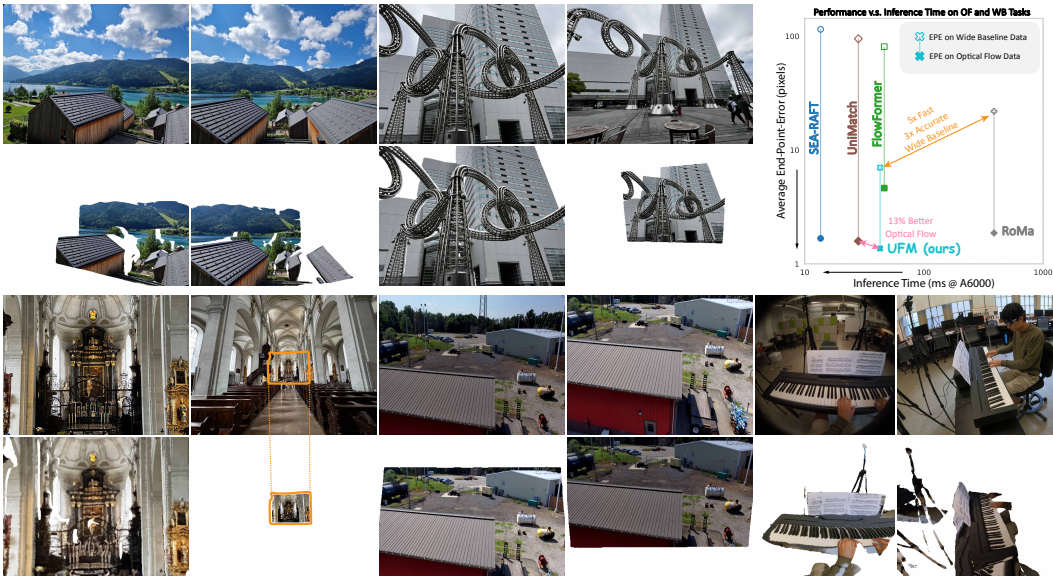 Performance v.s. Inference Time on OF and WB Tasks
EPE on Wide Baseline Data
EPE on Optical Flow Data
100
10
1
Average End-Point-Error (pixels)
SEA-RAFT
UniMatch
FlowFormer
5x Fast
3x Accurate
Wide Baseline
13% Better
Optical Flow
UFM (ours)
RoMa
10
100
1000
Inference Time (ms @ A6000)